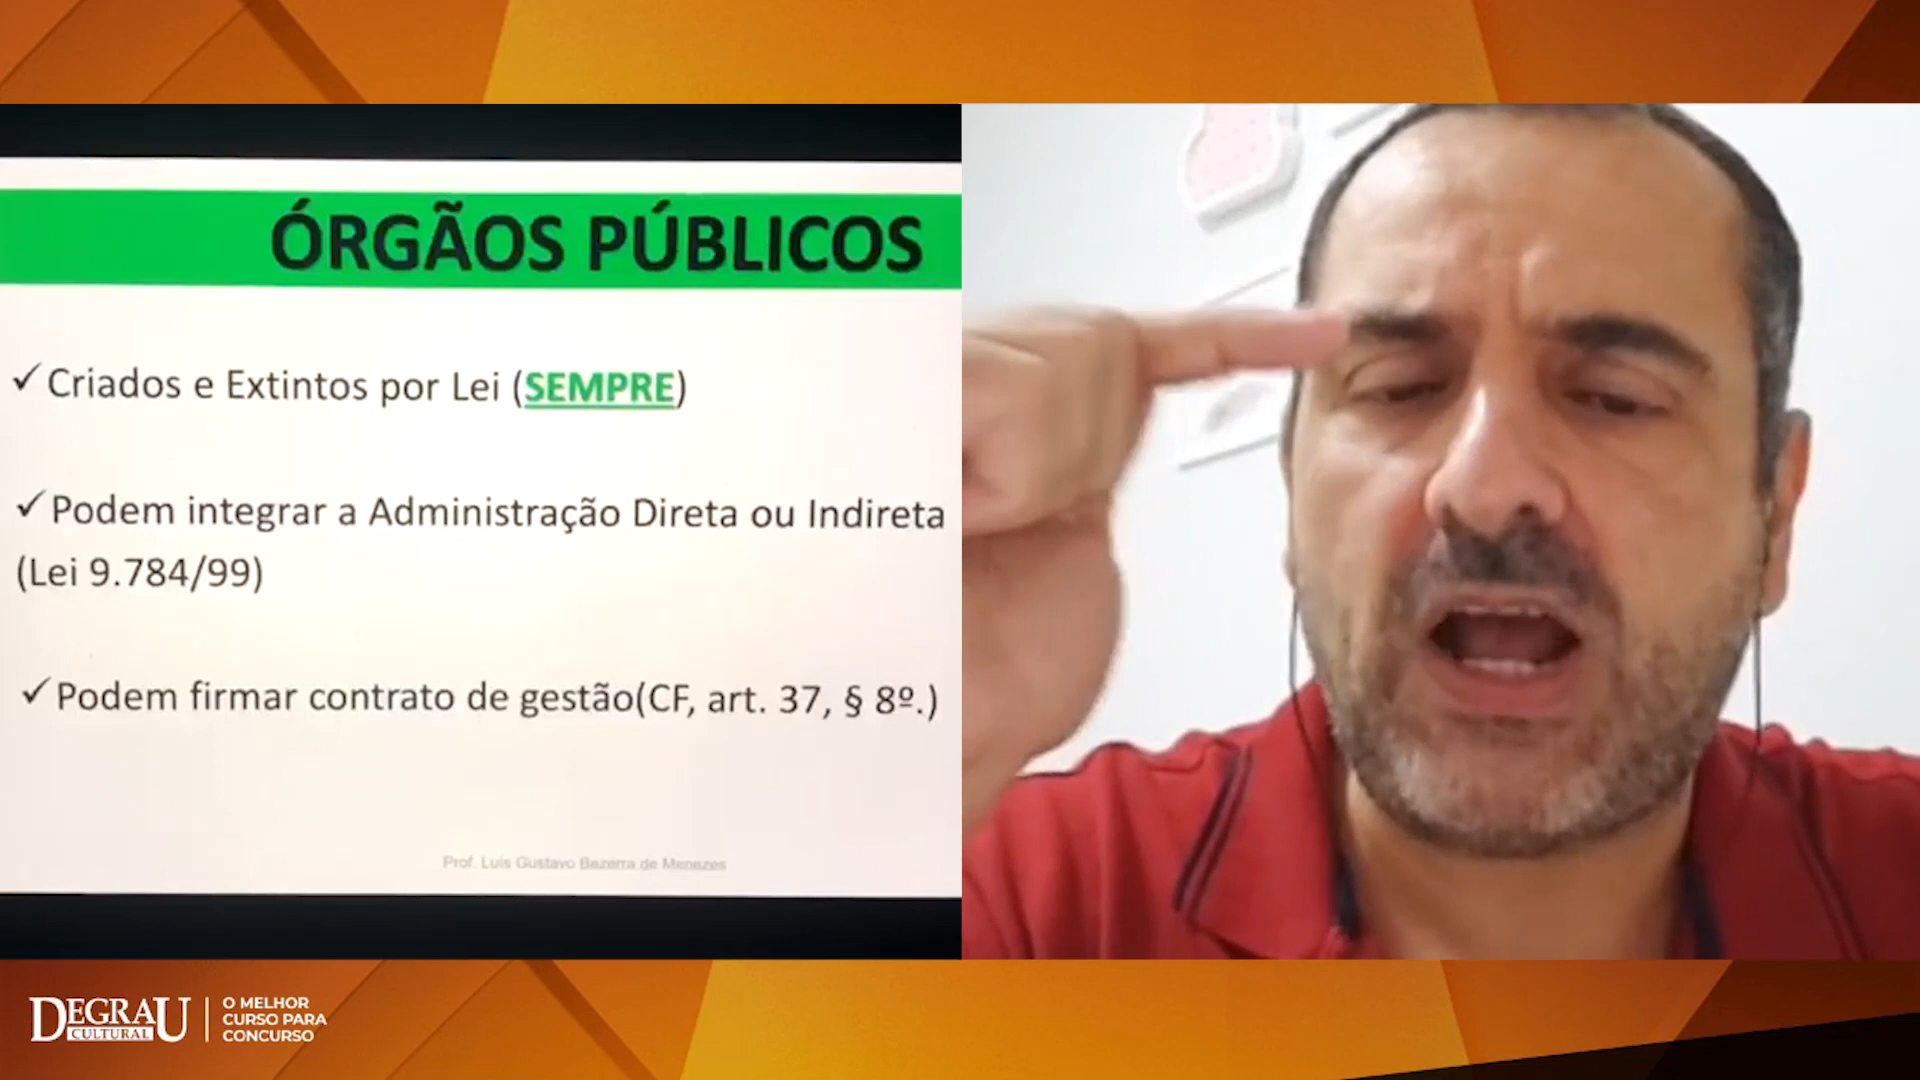 ÓRGÃOS PÚBLICOS
✓Criados e Extintos por Lei (SEMPRE)
✓Podem integrar a Administração Direta ou Indireta
(Lei 9.784/99)
✓Podem firmar contrato de gestão(CF, art. 37, § 8º.)
Prof. Luis Gustavo Bezerra de Menezes
DEGRAU
CULTURAL
O MELHOR
CURSO PARA
CONCURSO